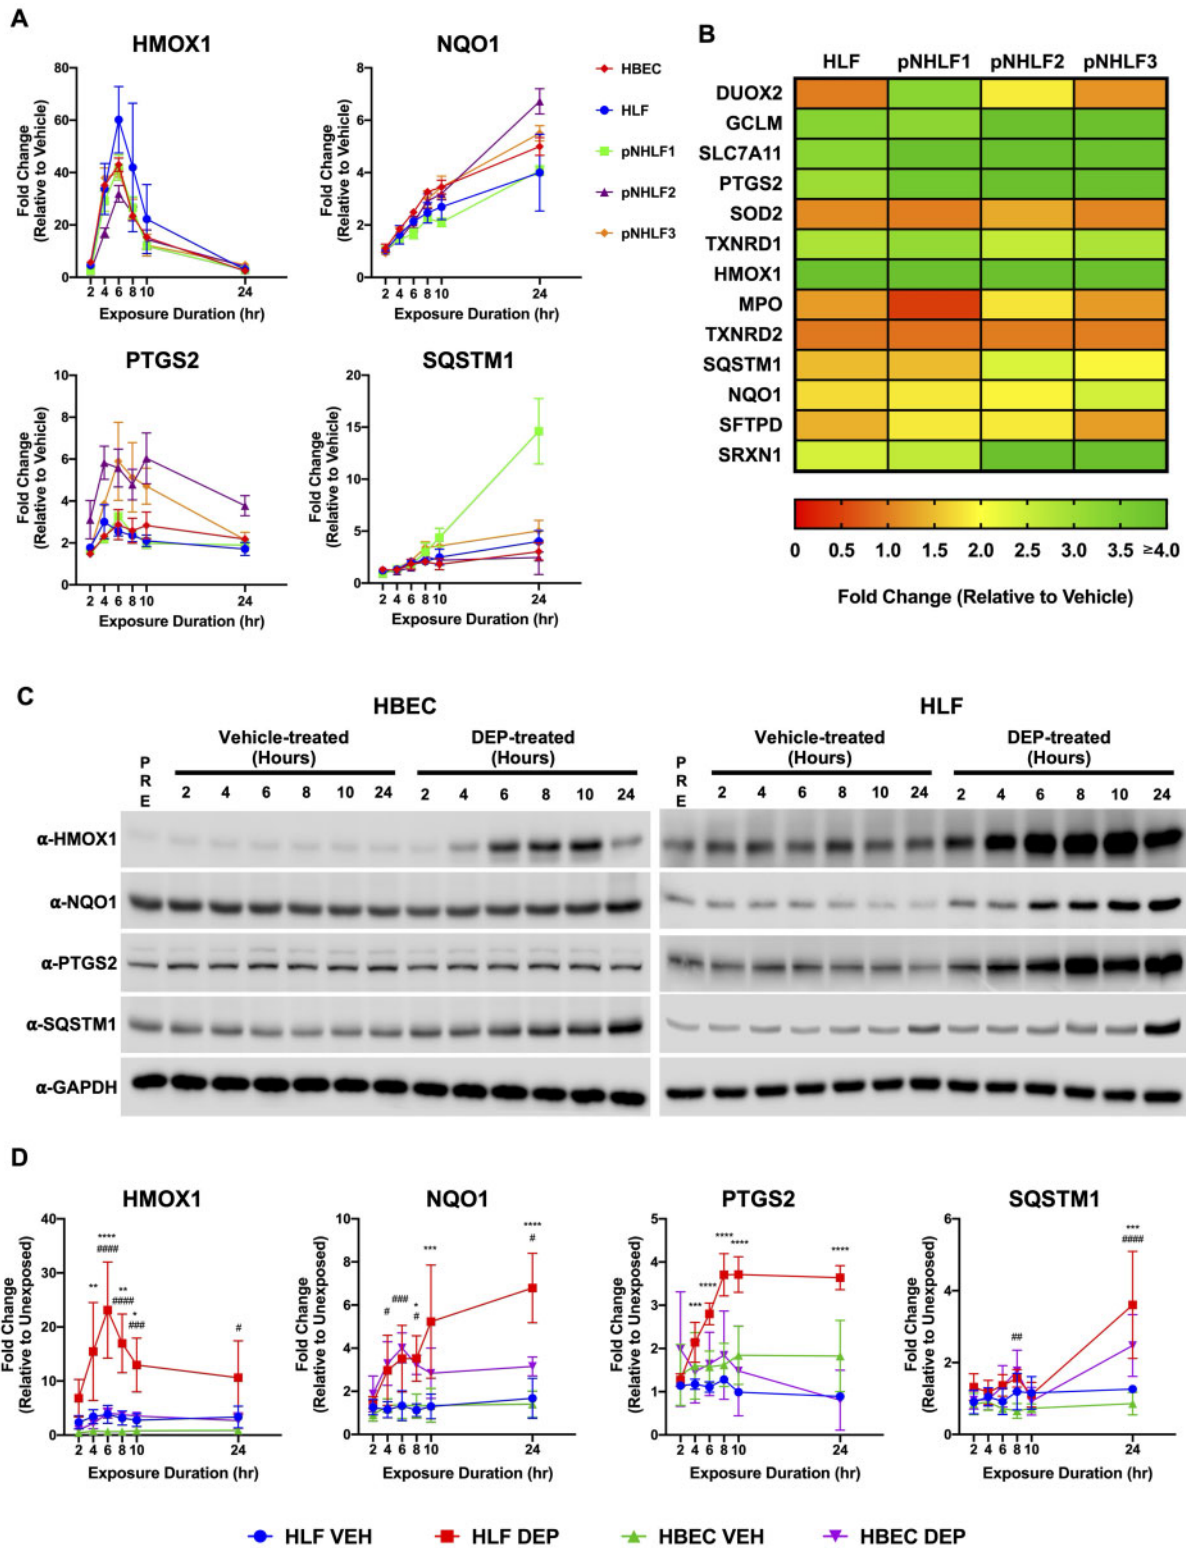 A
HMOX1
NQO1
80
60
40
20
0
Fold Change
(Relative to Vehicle)
2 4 6 8 10 24
Exposure Duration (hr)
8
6
4
2
0
Fold Change
(Relative to Vehicle)
2 4 6 8 10 24
Exposure Duration (hr)
HBEC
HLF
pNHLF1
pNHLF2
pNHLF3
PTGS2
SQSTM1
10
8
6
4
2
0
Fold Change
(Relative to Vehicle)
2 4 6 8 10 24
Exposure Duration (hr)
20
15
10
5
0
Fold Change
(Relative to Vehicle)
2 4 6 8 10 24
Exposure Duration (hr)
B
HLF pNHLF1 pNHLF2 pNHLF3
DUOX2
GCLM
SLC7A11
PTGS2
SOD2
TXNRD1
HMOX1
MPO
TXNRD2
SQSTM1
NQO1
SFTPD
SRXN1
0 0.5 1.0 1.5 2.0 2.5 3.0 3.5 ≥4.0
Fold Change (Relative to Vehicle)
C
HBEC
HLF
Vehicle-treated
(Hours)
DEP-treated
(Hours)
Vehicle-treated
(Hours)
DEP-treated
(Hours)
PRE 2 4 6 8 10 24 2 4 6 8 10 24
PRE 2 4 6 8 10 24 2 4 6 8 10 24
α-HMOX1
α-NQO1
α-PTGS2
α-SQSTM1
α-GAPDH
D
HMOX1
40
30
20
10
0
Fold Change
(Relative to Unexposed)
**
****
####
**
####
*
###
#
2 4 6 8 10 24
Exposure Duration (hr)
NQO1
10
8
6
4
2
0
Fold Change
(Relative to Unexposed)
#
###
*
#
***
****
#
2 4 6 8 10 24
Exposure Duration (hr)
PTGS2
5
4
3
2
1
0
Fold Change
(Relative to Unexposed)
***
****
****
****
****
2 4 6 8 10 24
Exposure Duration (hr)
SQSTM1
6
4
2
0
Fold Change
(Relative to Unexposed)
##
***
####
2 4 6 8 10 24
Exposure Duration (hr)
HLF VEH HLF DEP HBEC VEH HBEC DEP